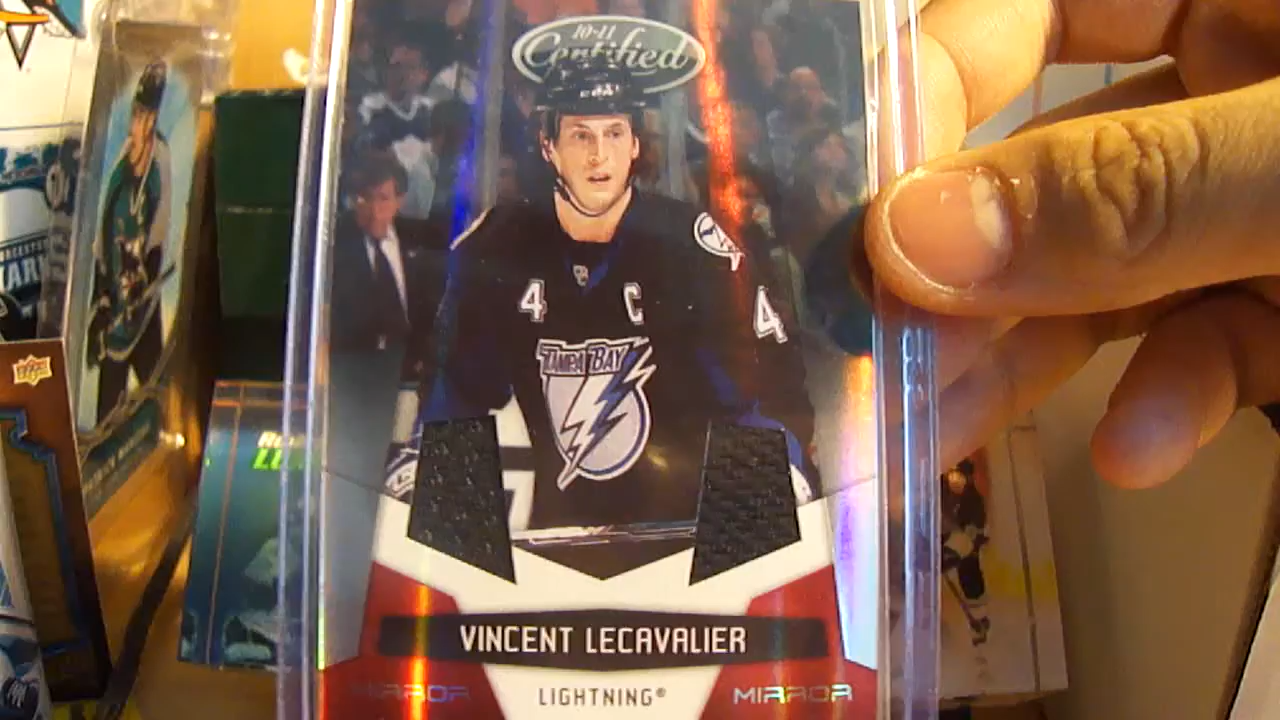 10-11
Certified
4 C 4
TAMPA BAY
VINCENT LECAVALIER
LIGHTNING®
MIRROR MIRROR